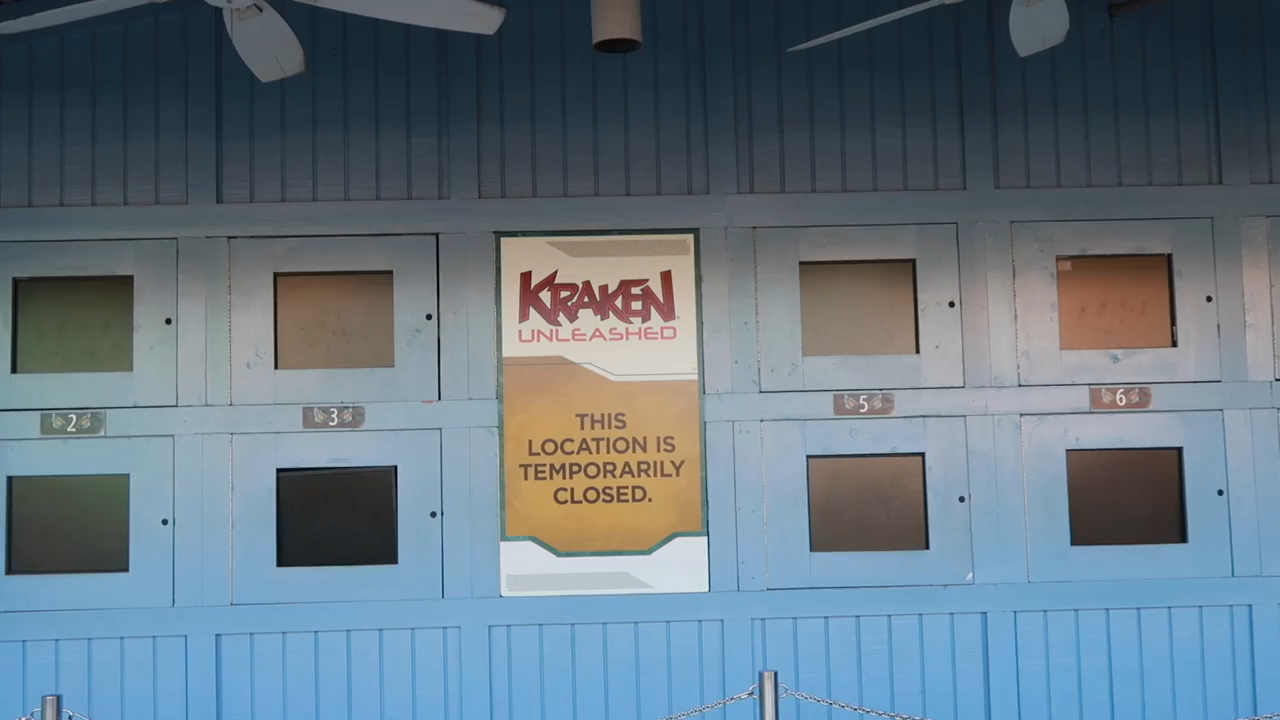 KRAKEN
UNLEASHED
THIS
LOCATION IS
TEMPORARILY
CLOSED.
2
3
5
6